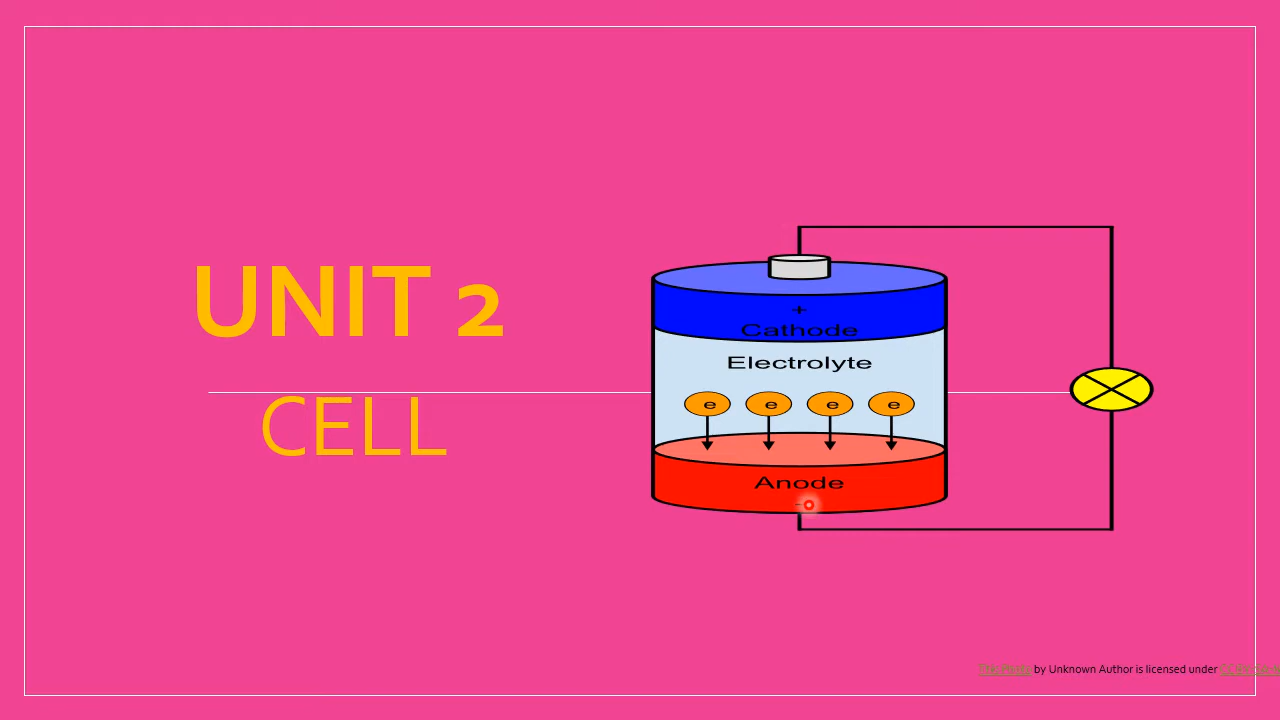 UNIT 2
CELL
+
Cathode
Electrolyte
e e e e
Anode
-
by Unknown Author is licensed under